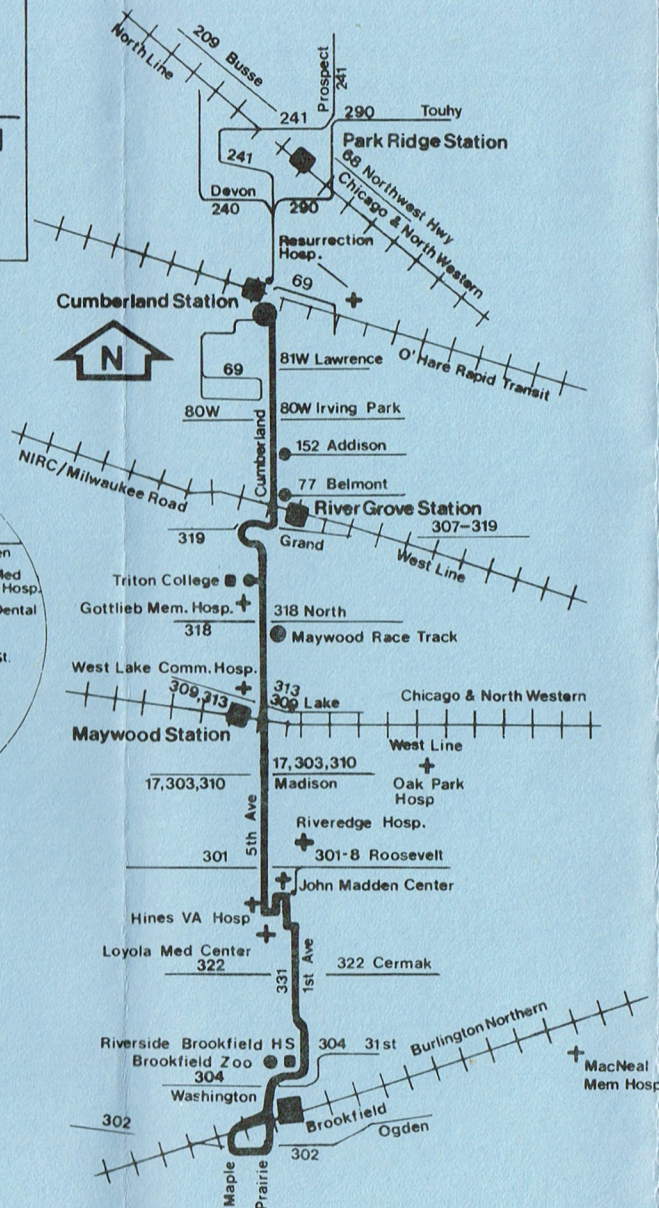 209 Busse
North Line
Prospect
241
241
290
Touhy
Park Ridge Station
241
68 Northwest Hwy
Chicago & North Western
Devon
240
290
Resurrection
Hosp.
69
Cumberland Station
N
81W Lawrence
O'Hare Rapid Transit
69
80W
80W Irving Park
Cumberland
152 Addison
77 Belmont
NIRC/Milwaukee Road
River Grove Station
307-319
319
Grand
West Line
Triton College
Gottlieb Mem. Hosp.
318 North
318
Maywood Race Track
West Lake Comm. Hosp.
309,313
313
309 Lake
Chicago & North Western
Maywood Station
West Line
17,303,310
17,303,310
Madison
Oak Park
Hosp
5th Ave
Riveredge Hosp.
301
301-8 Roosevelt
John Madden Center
Hines VA Hosp
Loyola Med Center
322
331
1st Ave
322 Cermak
Riverside Brookfield HS
304 31st
Burlington Northern
Brookfield Zoo
304
Washington
MacNeal
Mem Hosp
302
Brookfield
Ogden
302
Maple
Prairie
Hosp.